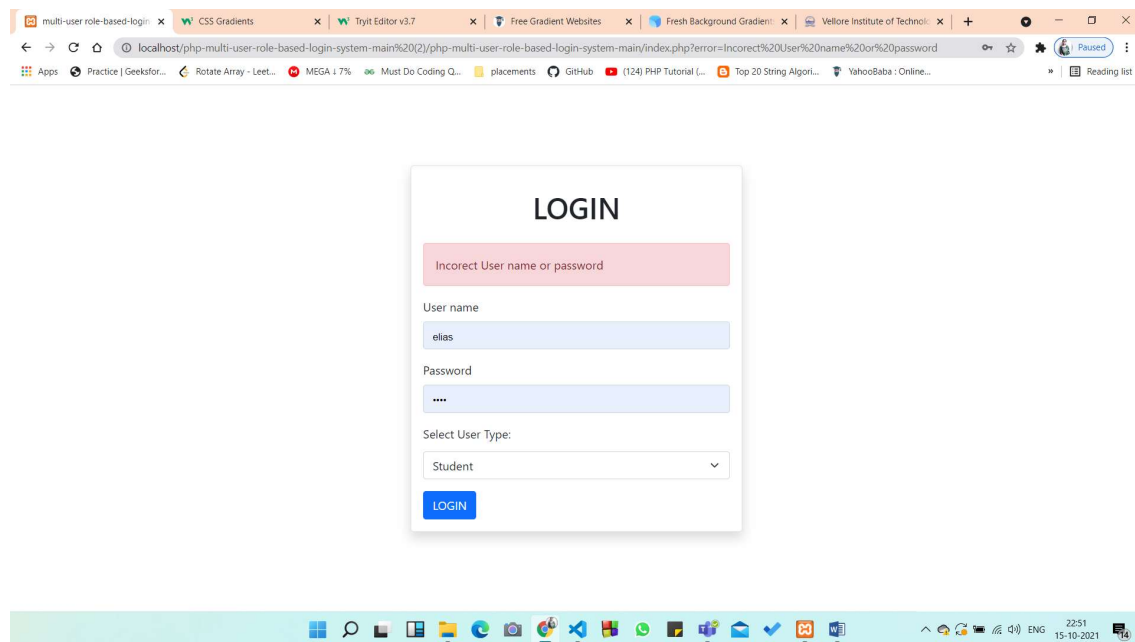 multi-user role-based-login
CSS Gradients
Tryit Editor v3.7
Free Gradient Websites
Fresh Background Gradient
Vellore Institute of Technolo
localhost/php-multi-user-role-based-login-system-main%20(2)/php-multi-user-role-based-login-system-main/index.php?error=Incorect%20User%20name%20or%20password
Paused
Apps
Practice | Geeksfor...
Rotate Array - Leet...
MEGA ↓ 7%
Must Do Coding Q...
placements
GitHub
(124) PHP Tutorial (...
Top 20 String Algori...
YahooBaba : Online...
»
Reading list
LOGIN
Incorect User name or password
User name
elias
Password
••••
Select User Type:
Student
LOGIN
ENG
22:51
15-10-2021